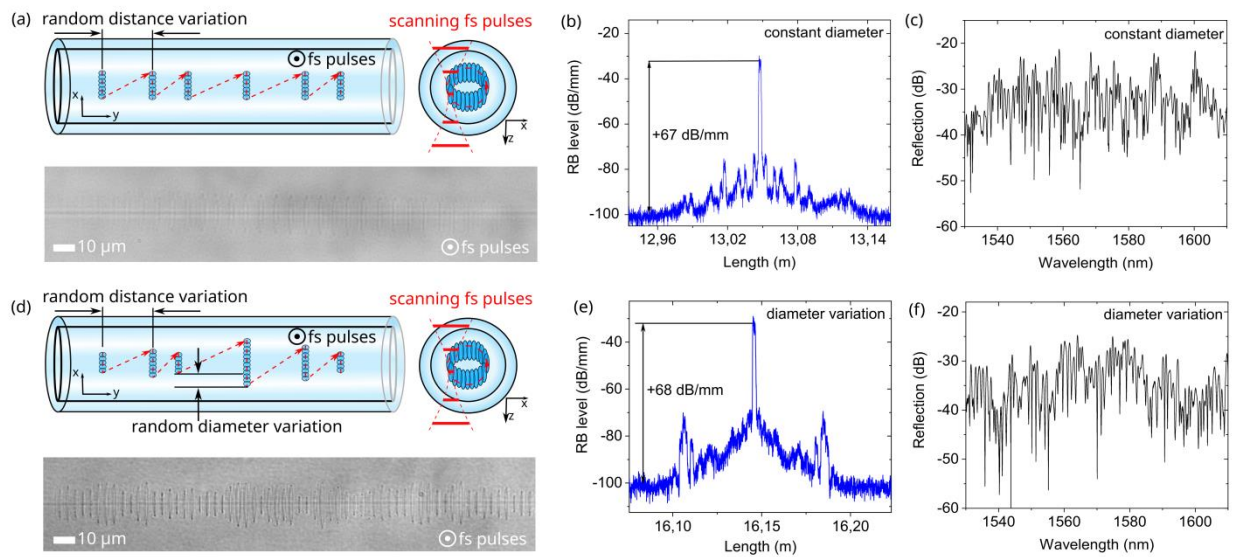 (a)
random distance variation
scanning fs pulses
fs pulses
x
y
x
z
10 µm
fs pulses
(b)
constant diameter
+67 dB/mm
RB level (dB/mm)
-20
-40
-60
-80
-100
12,96
13,02
13,08
13,14
Length (m)
(c)
constant diameter
Reflection (dB)
-20
-30
-40
-50
-60
1540
1560
1580
1600
Wavelength (nm)
(d)
random distance variation
scanning fs pulses
fs pulses
x
y
x
z
random diameter variation
10 µm
fs pulses
(e)
diameter variation
+68 dB/mm
RB level (dB/mm)
-20
-40
-60
-80
-100
16,10
16,15
16,20
Length (m)
(f)
diameter variation
Reflection (dB)
-20
-30
-40
-50
-60
1540
1560
1580
1600
Wavelength (nm)